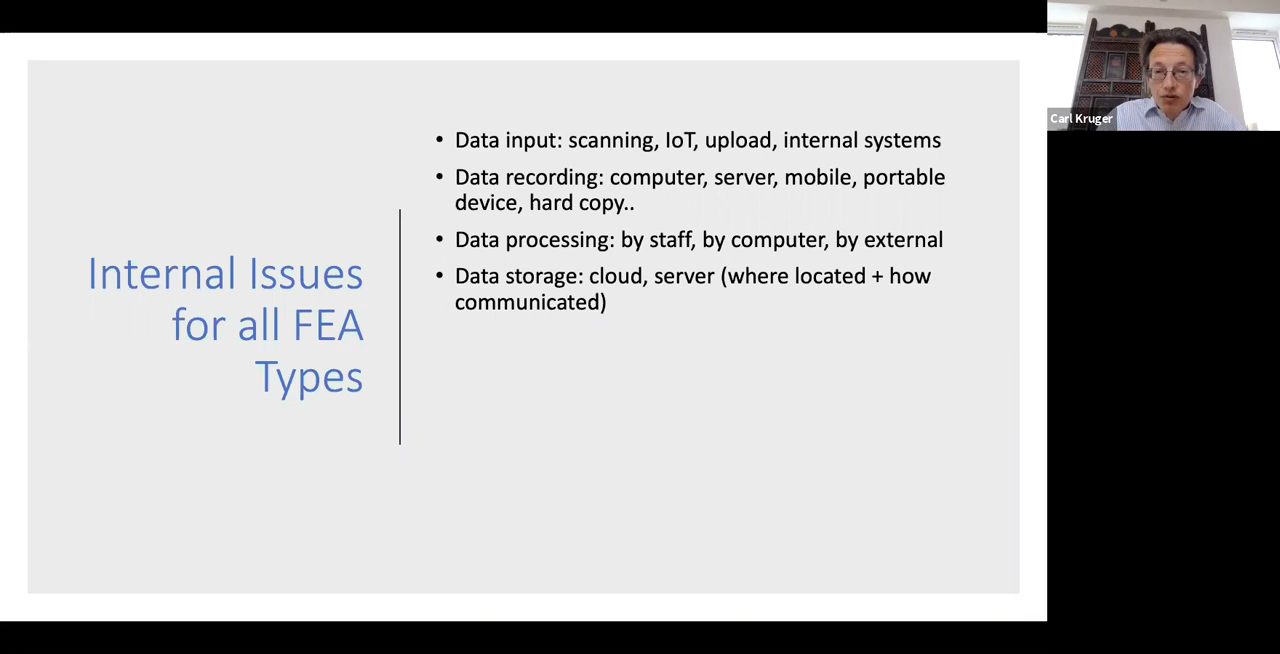 Internal Issues
for all FEA
Types
• Data input: scanning, IoT, upload, internal systems
• Data recording: computer, server, mobile, portable
device, hard copy..
• Data processing: by staff, by computer, by external
• Data storage: cloud, server (where located + how
communicated)
Carl Kruger